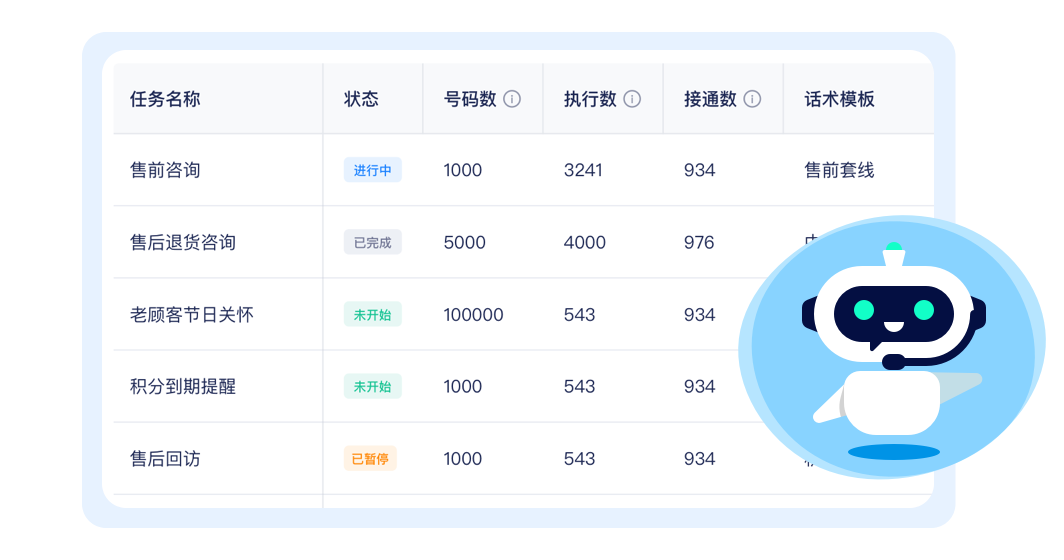 任务名称 状态 号码数 执行数 接通数 话术模板
售前咨询 进行中 1000 3241 934 售前套线
售后退货咨询 已完成 5000 4000 976
老顾客节日关怀 未开始 100000 543 934
积分到期提醒 未开始 1000 543 934
售后回访 已暂停 1000 543 934